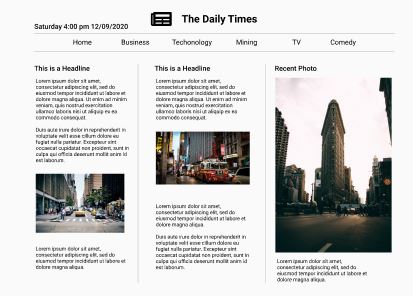 The Daily Times
Saturday 4:00 pm 12/09/2020
Home Business Techonology Mining TV Comedy
This is a Headline
Lorem ipsum dolor sit amet,
consectetur adipiscing elit, sed do
eiusmod tempor incididunt ut labore et
dolore magna aliqua. Ut enim ad minim
veniam, quis nostrud exercitation
ullamco laboris nisi ut aliquip ex ea
commodo consequat.
Duis aute irure dolor in reprehenderit in
voluptate velit esse cillum dolore eu
fugiat nulla pariatur. Excepteur sint
occaecat cupidatat non proident, sunt in
culpa qui officia deserunt mollit anim id
est laborum.
Lorem ipsum dolor sit amet,
consectetur adipiscing elit, sed do
eiusmod tempor incididunt ut labore et
dolore magna aliqua.
This is a Headline
Lorem ipsum dolor sit amet,
consectetur adipiscing elit, sed do
eiusmod tempor incididunt ut labore et
dolore magna aliqua. Ut enim ad minim
veniam, quis nostrud exercitation
ullamco laboris nisi ut aliquip ex ea
commodo consequat.
Lorem ipsum dolor sit amet,
consectetur adipiscing elit, sed do
eiusmod tempor incididunt ut labore et
dolore magna aliqua.
Duis aute irure dolor in reprehenderit in
voluptate velit esse cillum dolore eu
fugiat nulla pariatur. Excepteur sint
occaecat cupidatat non proident, sunt in
culpa qui officia deserunt mollit anim id
est laborum.
Recent Photo
Lorem ipsum dolor sit amet,
consectetur adipiscing elit, sed do
eiusmod tempor incididunt ut labore et
dolore magna aliqua.